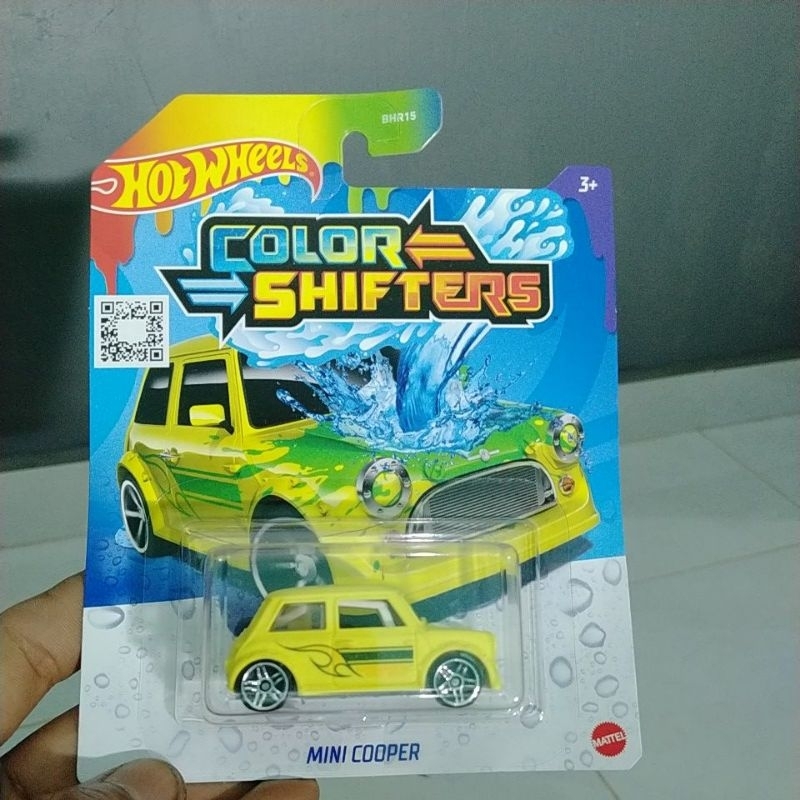 BHR15
HOT WHEELS
3+
COLOR
SHIFTERS
MINI COOPER
MATTEL